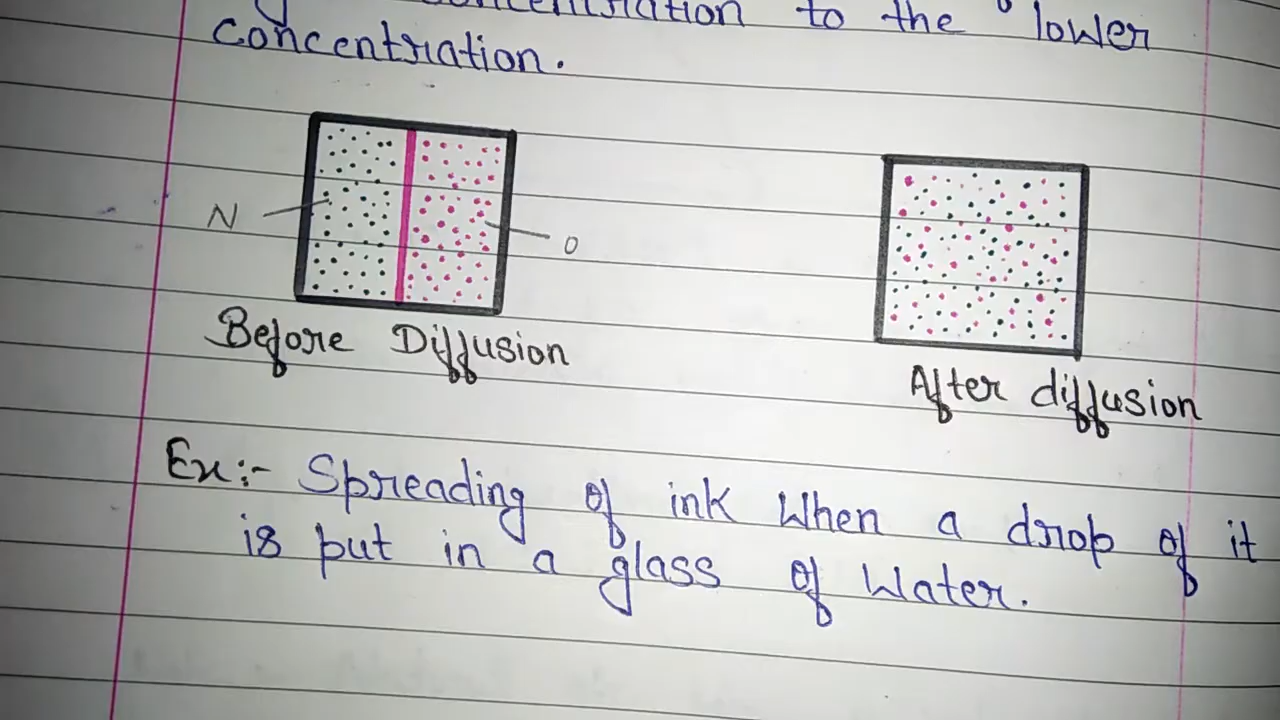 concentration to the lower
concentration.
N
O
Before Diffusion
After diffusion
Ex:- Spreading of ink When a drop of it
is put in a glass of Water.